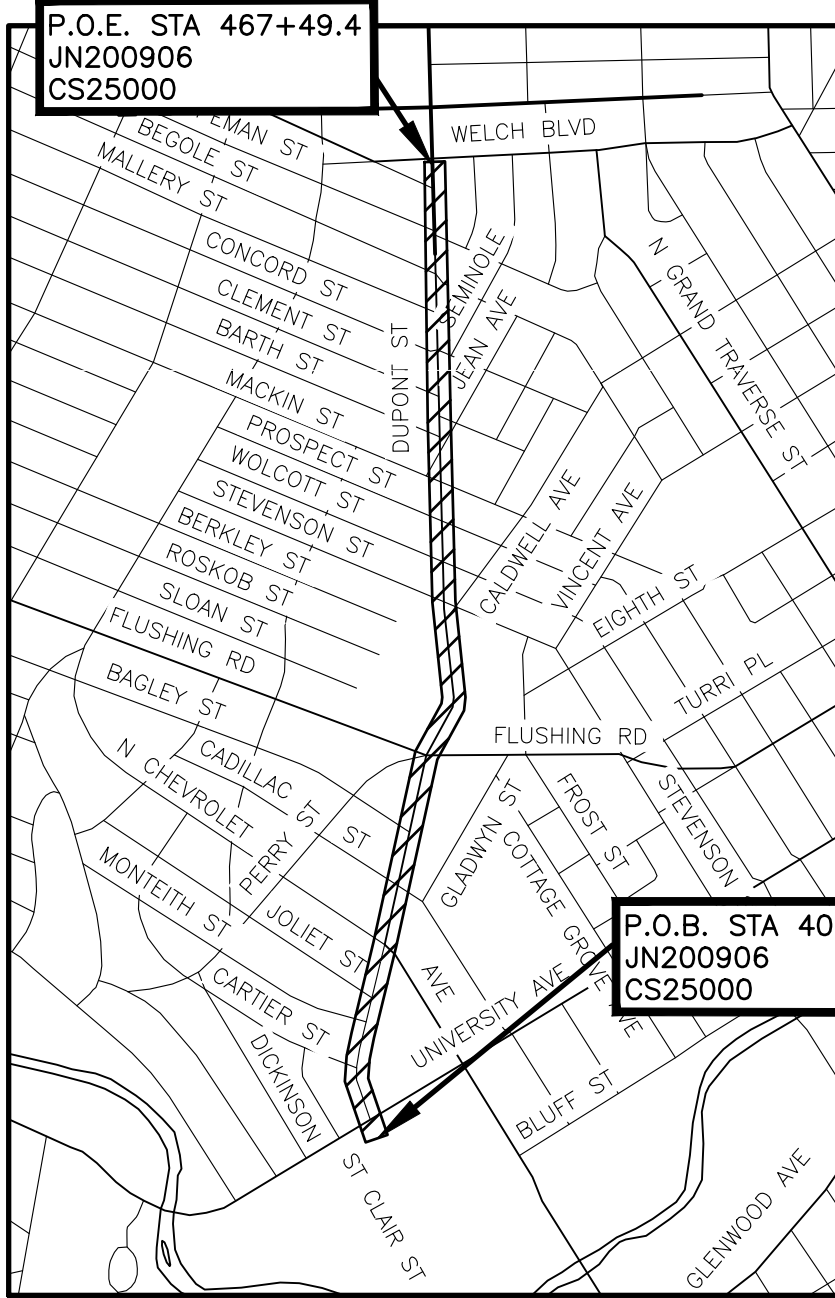 P.O.E. STA 467+49.4
JN200906
CS25000
EMAN ST
WELCH BLVD
BEGOLE ST
MALLERY ST
CONCORD ST
SEMINOLE
N GRAND TRAVERSE ST
CLEMENT ST
JEAN AVE
BARTH ST
DUPONT ST
MACKIN ST
PROSPECT ST
WOLCOTT ST
STEVENSON ST
CALDWELL AVE
VINCENT AVE
BERKLEY ST
ROSKOB ST
EIGHTH ST
SLOAN ST
FLUSHING RD
TURRI PL
BAGLEY ST
FLUSHING RD
N CHEVROLET
AVE
CADILLAC ST
PERRY ST
GLADWYN ST
FROST ST
STEVENSON
COTTAGE GROVE AVE
MONTEITH ST
JOLIET ST
P.O.B. STA 40
JN200906
CS25000
CARTIER ST
UNIVERSITY AVE
DICKINSON
BLUFF ST
ST CLAIR ST
GLENWOOD AVE